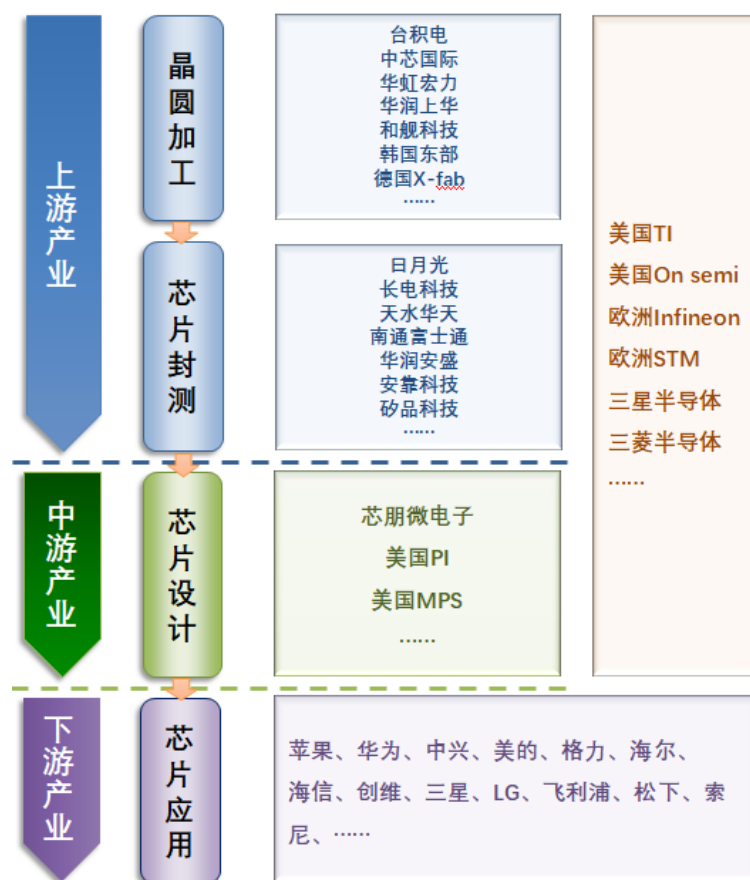 上游产业
晶圆加工
台积电
中芯国际
华虹宏力
华润上华
和舰科技
韩国东部
德国X-fab
……
芯片封测
日月光
长电科技
天水华天
南通富士通
华润安盛
安靠科技
矽品科技
……
美国TI
美国On semi
欧洲Infineon
欧洲STM
三星半导体
三菱半导体
……
中游产业
芯片设计
芯朋微电子
美国PI
美国MPS
……
下游产业
芯片应用
苹果、华为、中兴、美的、格力、海尔、
海信、创维、三星、LG、飞利浦、松下、索
尼、……